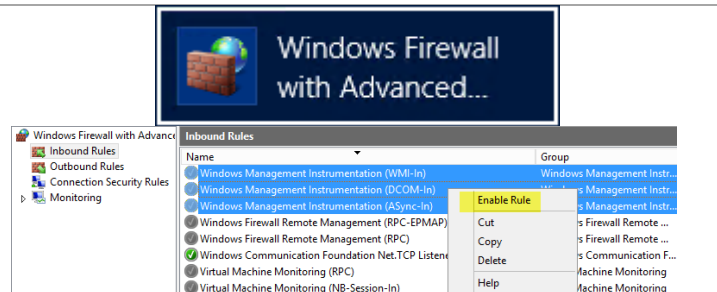 Windows Firewall
with Advanced...
Windows Firewall with Advance
Inbound Rules
Outbound Rules
Connection Security Rules
Monitoring
Inbound Rules
Name Group
Windows Management Instrumentation (WMI-In) Windows Management Instr...
Windows Management Instrumentation (DCOM-In) Management Instr...
Windows Management Instrumentation (ASync-In) s Management Instr...
Windows Firewall Remote Management (RPC-EPMAP) s Firewall Remote ...
Windows Firewall Remote Management (RPC) s Firewall Remote ...
Windows Communication Foundation Net.TCP Listene s Communication F...
Virtual Machine Monitoring (RPC) Machine Monitoring
Virtual Machine Monitoring (NB-Session-In) Machine Monitoring
Enable Rule
Cut
Copy
Delete
Help